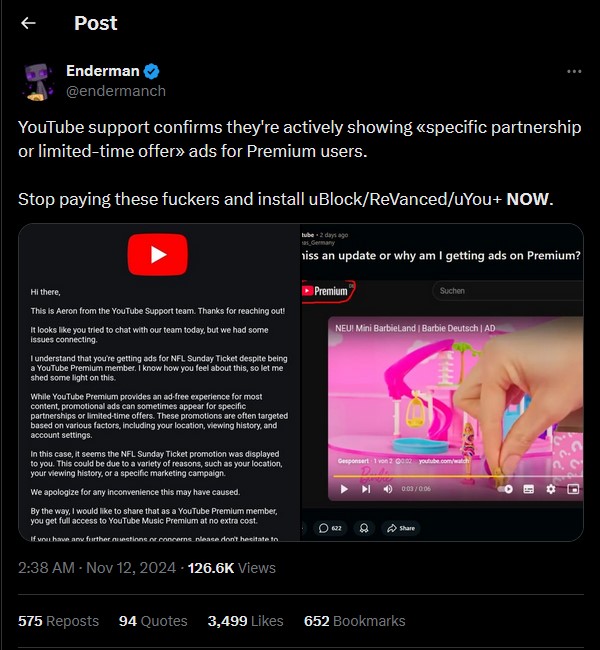 Post
Enderman
@endermanch
YouTube support confirms they're actively showing «specific partnership
or limited-time offer» ads for Premium users.
Stop paying these fuckers and install uBlock/ReVanced/uYou+ NOW.
Hi there,
This is Aeron from the YouTube Support team. Thanks for reaching out!
It looks like you tried to chat with our team today, but we had some
issues connecting.
I understand that you're getting ads for NFL Sunday Ticket despite being
a YouTube Premium member. I know how you feel about this, so let me
shed some light on this.
While YouTube Premium provides an ad-free experience for most
content, promotional ads can sometimes appear for specific
partnerships or limited-time offers. These promotions are often targeted
based on various factors, including your location, viewing history, and
account settings.
In this case, it seems the NFL Sunday Ticket promotion was displayed
to you. This could be due to a variety of reasons, such as your location,
your viewing history, or a specific marketing campaign.
We apologize for any inconvenience this may have caused.
By the way, I would like to share that as a YouTube Premium member,
you get full access to YouTube Music Premium at no extra cost.
If you have any further questions or concerns, please don't hesitate to
tube • 2 days ago
es_Germany
niss an update or why am I getting ads on Premium?
Premium
Suchen
NEU! Mini BarbieLand | Barbie Deutsch | AD
Gesponsert · 1 von 2 0:02 youtube.com/watch
Barbie
0:03 / 0:06
622
Share
2:38 AM · Nov 12, 2024 · 126.6K Views
575 Reposts 94 Quotes 3,499 Likes 652 Bookmarks